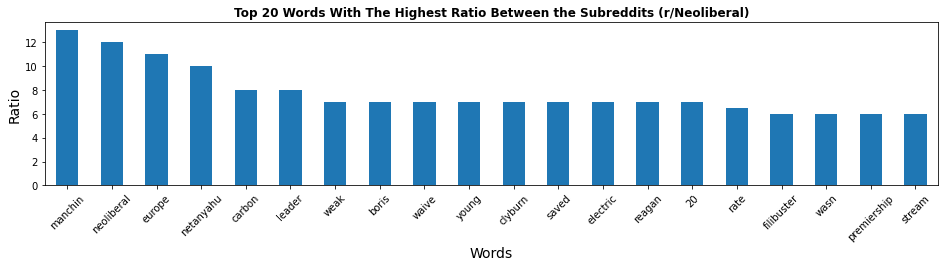 Top 20 Words With The Highest Ratio Between the Subreddits (r/Neoliberal)
Ratio
12
10
8
6
4
2
0
manchin
neoliberal
europe
netanyahu
carbon
leader
weak
boris
waive
young
clyburn
saved
electric
reagan
20
rate
filibuster
wasn
premiership
stream
Words